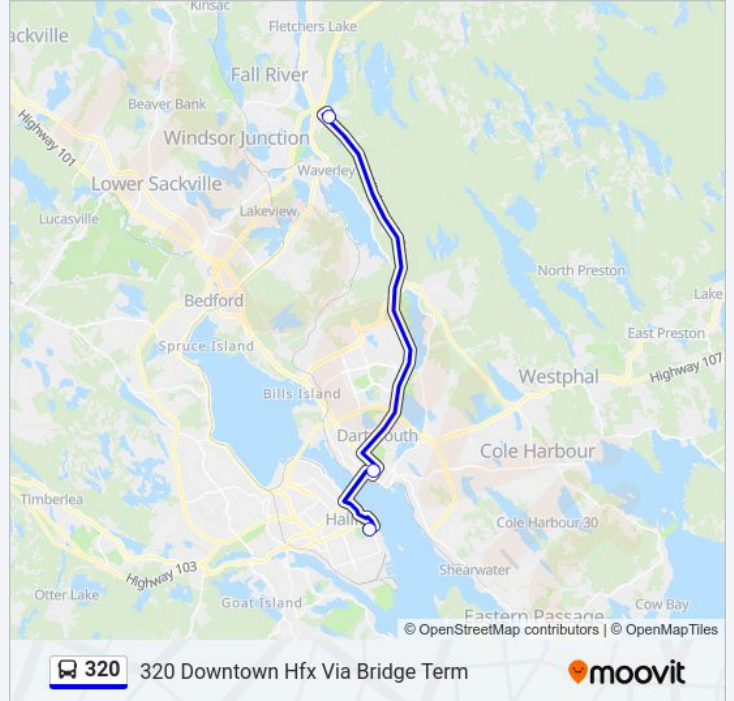 Kinsac
Fletchers Lake
ackville
Fall River
Beaver Bank
Highway 101
Windsor Junction
Waverley
Lower Sackville
Lakeview
Lucasville
North Preston
Bedford
Lake
East Preston
Spruce Island
Highway 107
Westphal
Bills Island
Dartmouth
Cole Harbour
Timberlea
Halif
Cole Harbour 30
Highway 103
Shearwater
Otter Lake
Goat Island
Cow Bay
Eastern Passage
© OpenStreetMap contributors | © OpenMapTiles
320 320 Downtown Hfx Via Bridge Term
moovit